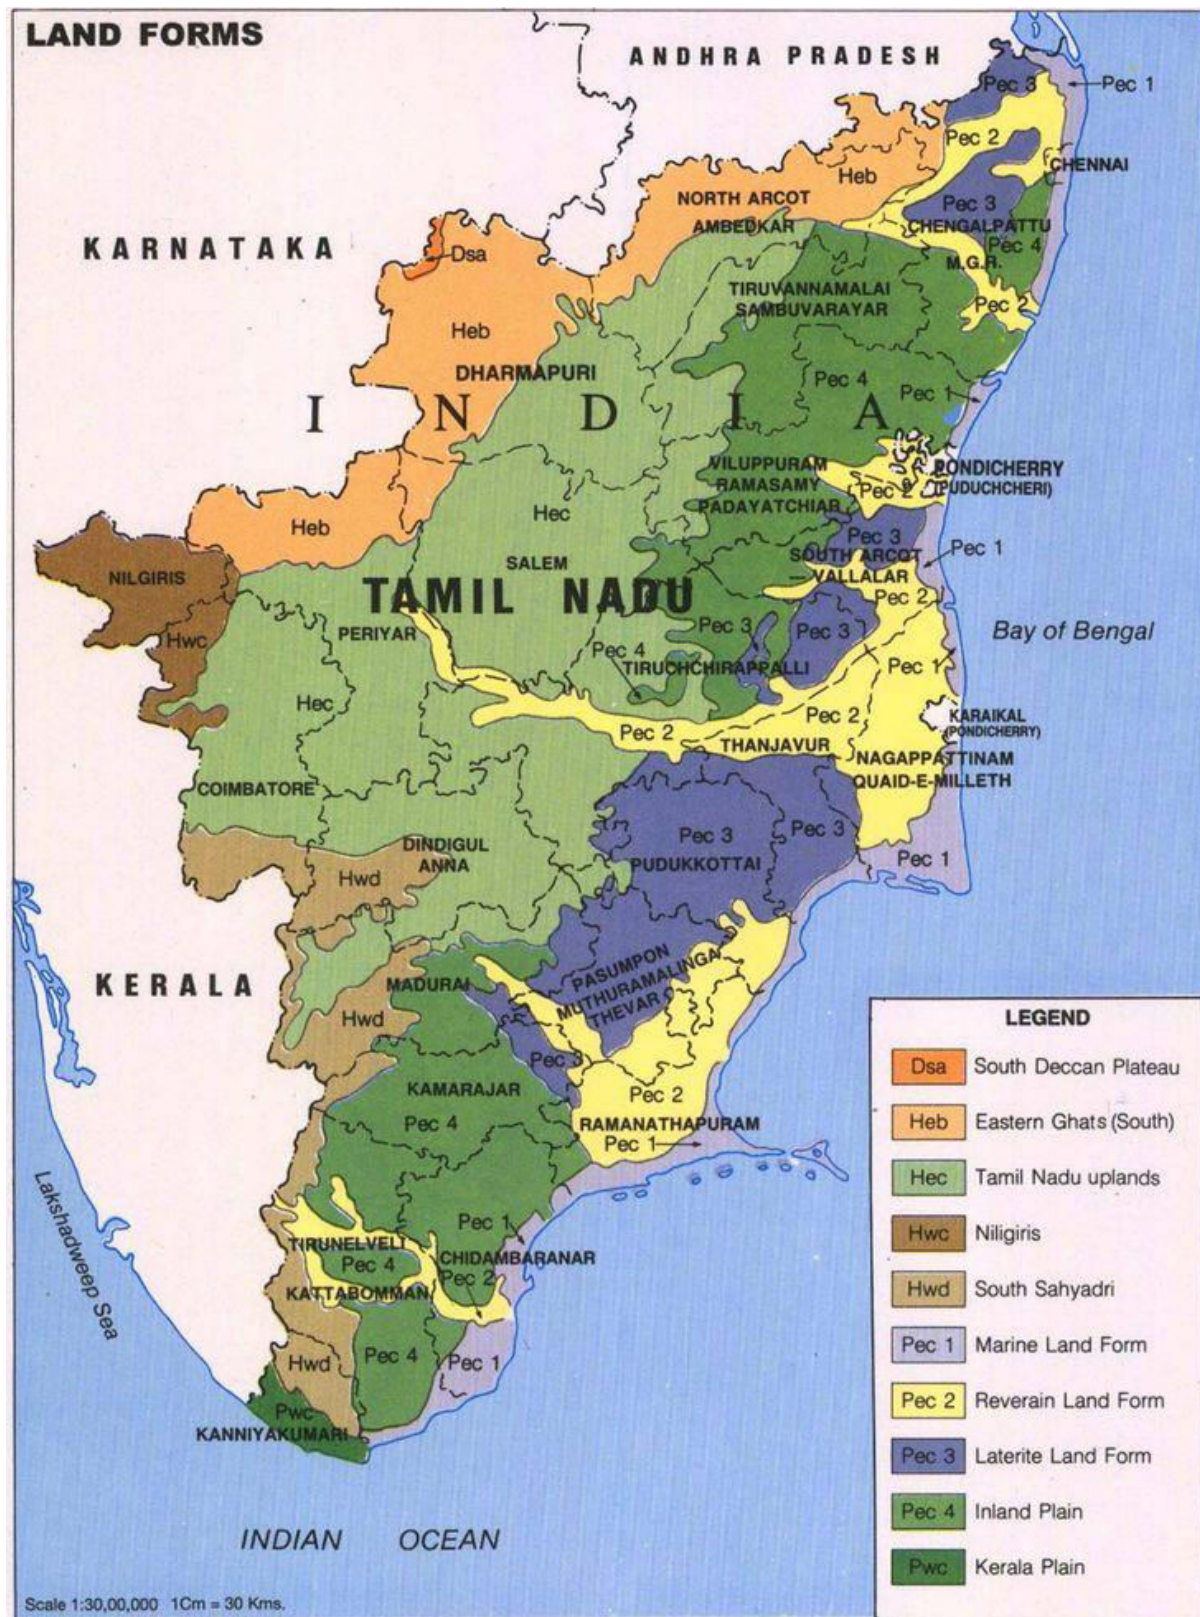 LAND FORMS
ANDHRA PRADESH
Pec 3
Pec 1
Pec 2
CHENNAI
Heb
NORTH ARCOT
AMBEDKAR
Pec 3
CHENGALPATTU
Pec 4
M.G.R.
KARNATAKA
Dsa
TIRUVANNAMALAI
SAMBUVARAYAR
Pec 2
Heb
DHARMAPURI
Pec 4
Pec 1
INDIA
VILUPPURAM
RAMASAMY
PADAYATCHIAR
PONDICHERRY
(PUDUCHCHERI)
Pec 2
Heb
Hec
SALEM
Pec 3
SOUTH ARCOT
VALLALAR
Pec 1
NILGIRIS
TAMIL NADU
Pec 2
Hwc
PERIYAR
Pec 3
Pec 3
Bay of Bengal
Pec 4
TIRUCHCHIRAPPALLI
Pec 1
Hec
Pec 2
Pec 2
KARAIKAL
(PONDICHERRY)
THANJAVUR
NAGAPPATTINAM
QUAID-E-MILLETH
COIMBATORE
Pec 3
Pec 3
PUDUKKOTTAI
DINDIGUL
ANNA
Pec 1
Hwd
KERALA
MADURAI
PASUMPON
MUTHURAMALINGA
THEVAR
Hwd
Pec 3
KAMARAJAR
Pec 4
Pec 2
RAMANATHAPURAM
Pec 1
Lakshadweep Sea
Pec 1
TIRUNELVELI
Pec 4
CHIDAMBARANAR
Pec 2
KATTABOMMAN
Hwd
Pec 4
Pec 1
Pwc
KANNIYAKUMARI
INDIAN OCEAN
Scale 1:30,00,000 1Cm = 30 Kms.
LEGEND
Dsa South Deccan Plateau
Heb Eastern Ghats (South)
Hec Tamil Nadu uplands
Hwc Niligiris
Hwd South Sahyadri
Pec 1 Marine Land Form
Pec 2 Reverain Land Form
Pec 3 Laterite Land Form
Pec 4 Inland Plain
Pwc Kerala Plain